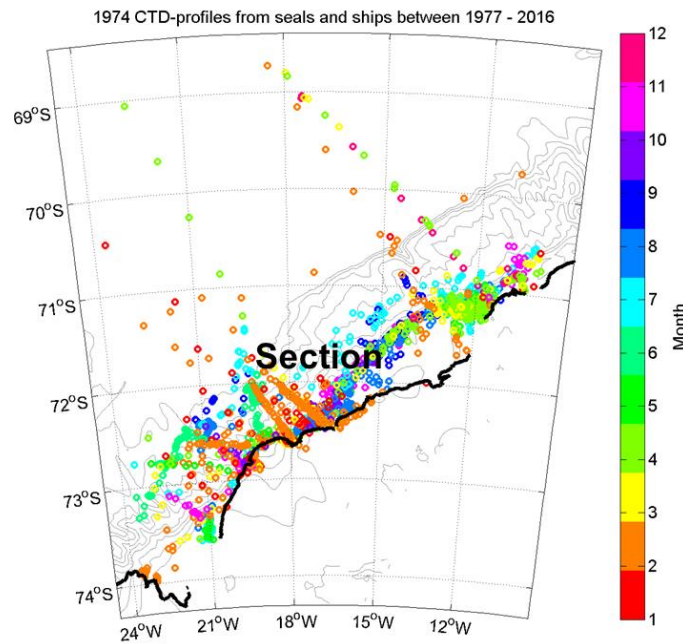 1974 CTD-profiles from seals and ships between 1977 - 2016
69°S
70°S
71°S
72°S
73°S
74°S
24°W
21°W
18°W
15°W
12°W
Section
12
11
10
9
8
7
6
5
4
3
2
1
Month